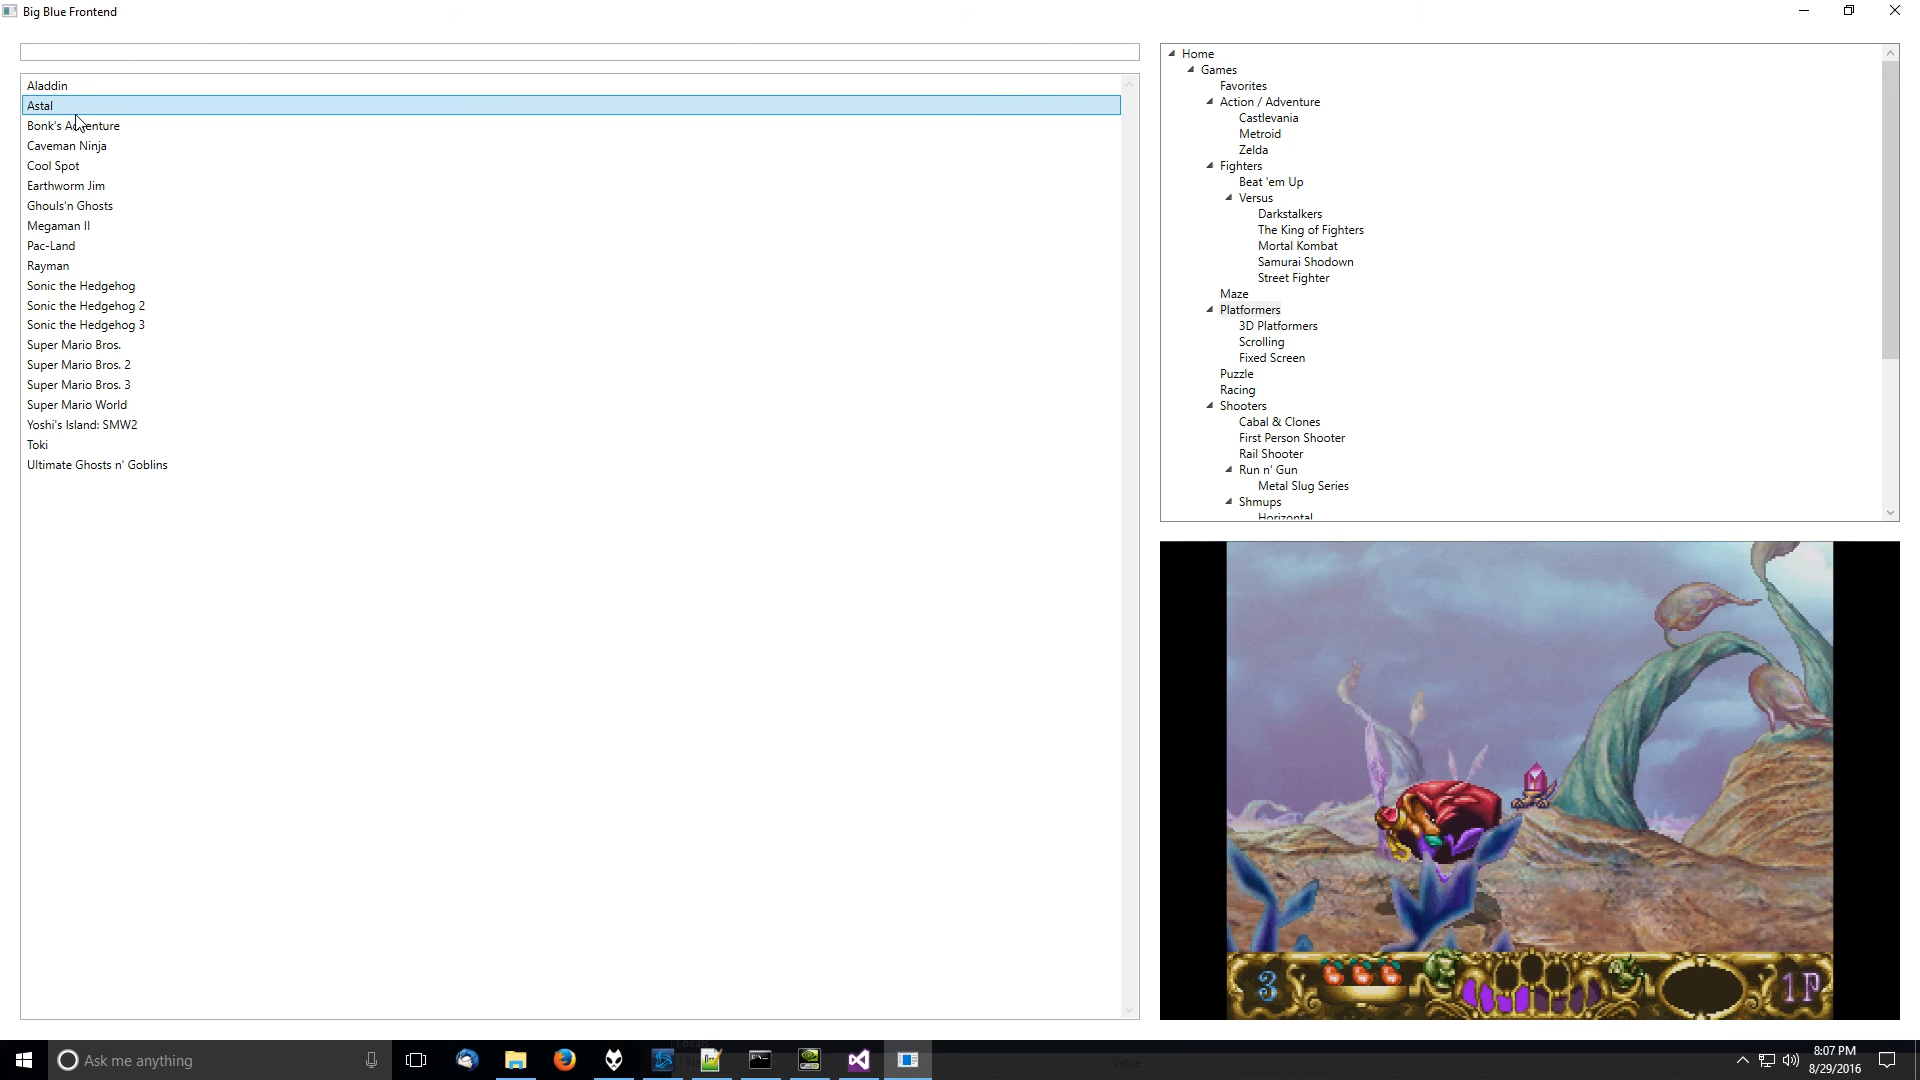 Big Blue Frontend
Aladdin
Astal
Bonk's Adventure
Caveman Ninja
Cool Spot
Earthworm Jim
Ghouls'n Ghosts
Megaman II
Pac-Land
Rayman
Sonic the Hedgehog
Sonic the Hedgehog 2
Sonic the Hedgehog 3
Super Mario Bros.
Super Mario Bros. 2
Super Mario Bros. 3
Super Mario World
Yoshi's Island: SMW2
Toki
Ultimate Ghosts n' Goblins
Home
Games
Favorites
Action / Adventure
Castlevania
Metroid
Zelda
Fighters
Beat 'em Up
Versus
Darkstalkers
The King of Fighters
Mortal Kombat
Samurai Shodown
Street Fighter
Maze
Platformers
3D Platformers
Scrolling
Fixed Screen
Puzzle
Racing
Shooters
Cabal & Clones
First Person Shooter
Rail Shooter
Run n' Gun
Metal Slug Series
Shmups
Horizontal
3 1P
Ask me anything
Locals
Value
8:07 PM
8/29/2016